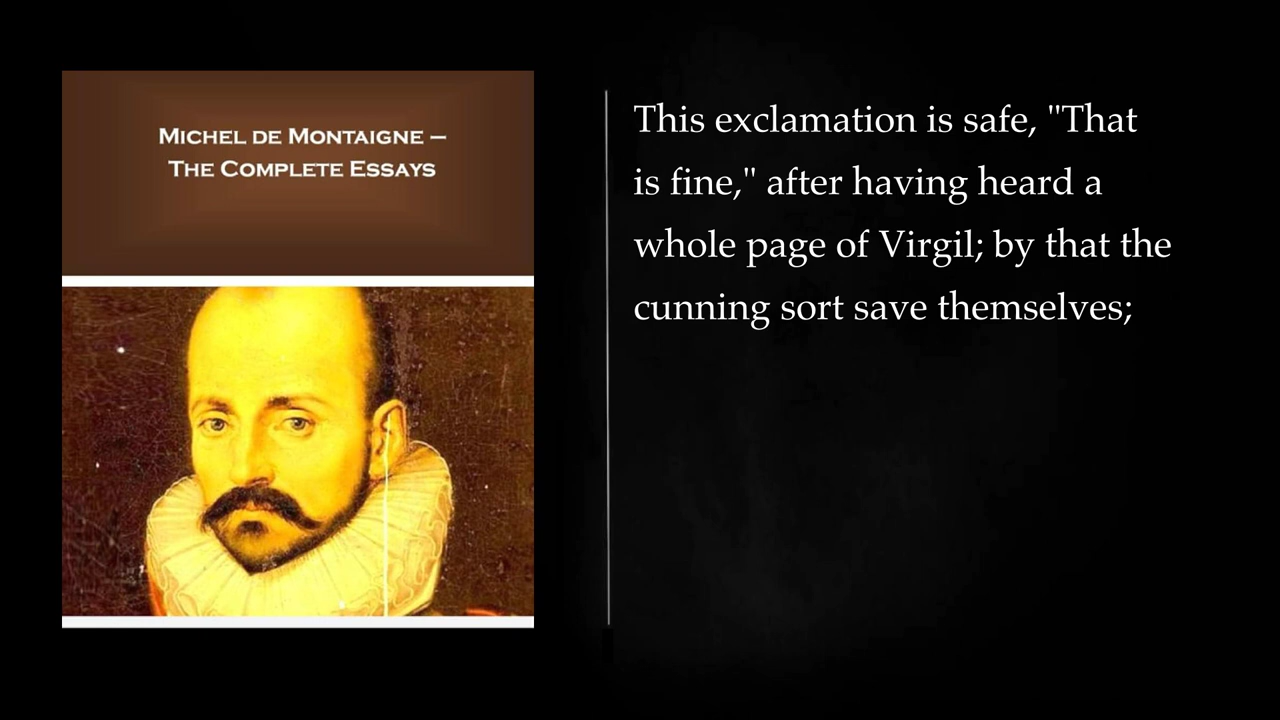 MICHEL DE MONTAIGNE –
THE COMPLETE ESSAYS
This exclamation is safe, "That
is fine," after having heard a
whole page of Virgil; by that the
cunning sort save themselves;